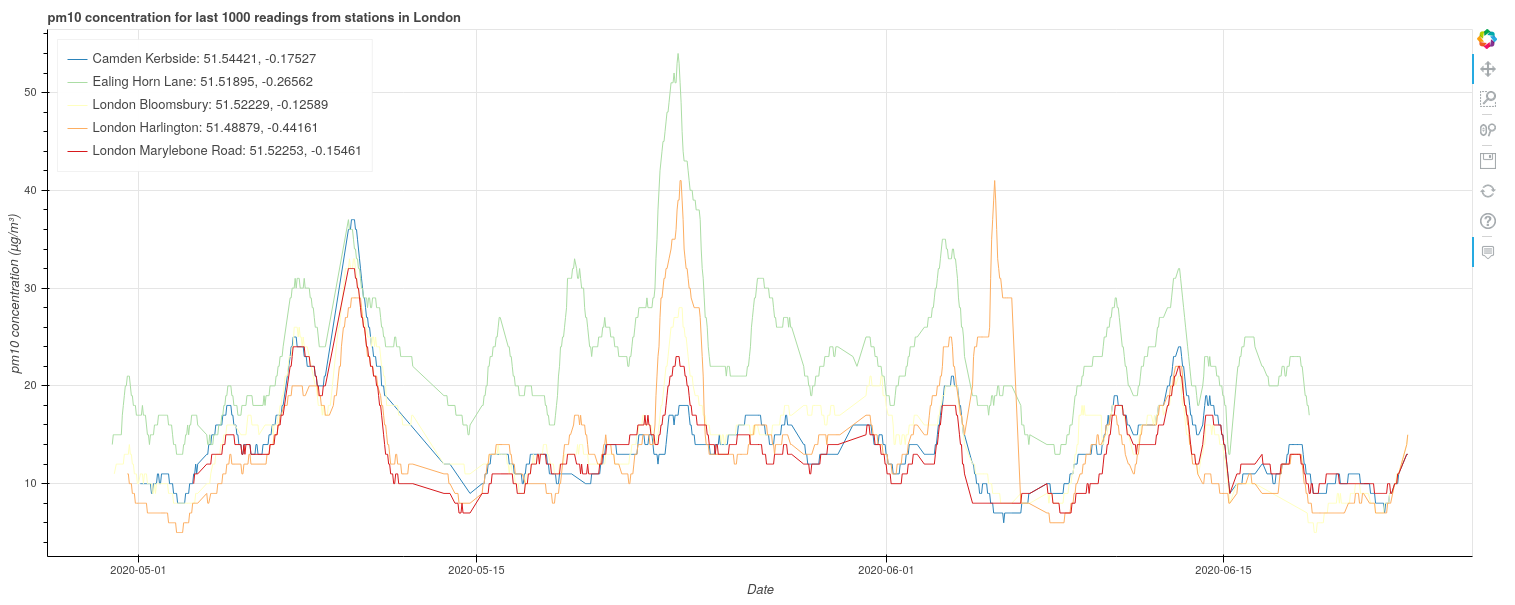 pm10 concentration for last 1000 readings from stations in London
Camden Kerbside: 51.54421, -0.17527
Ealing Horn Lane: 51.51895, -0.26562
London Bloomsbury: 51.52229, -0.12589
London Harlington: 51.48879, -0.44161
London Marylebone Road: 51.52253, -0.15461
pm10 concentration (µg/m³)
50
40
30
20
10
2020-05-01
2020-05-15
2020-06-01
2020-06-15
Date